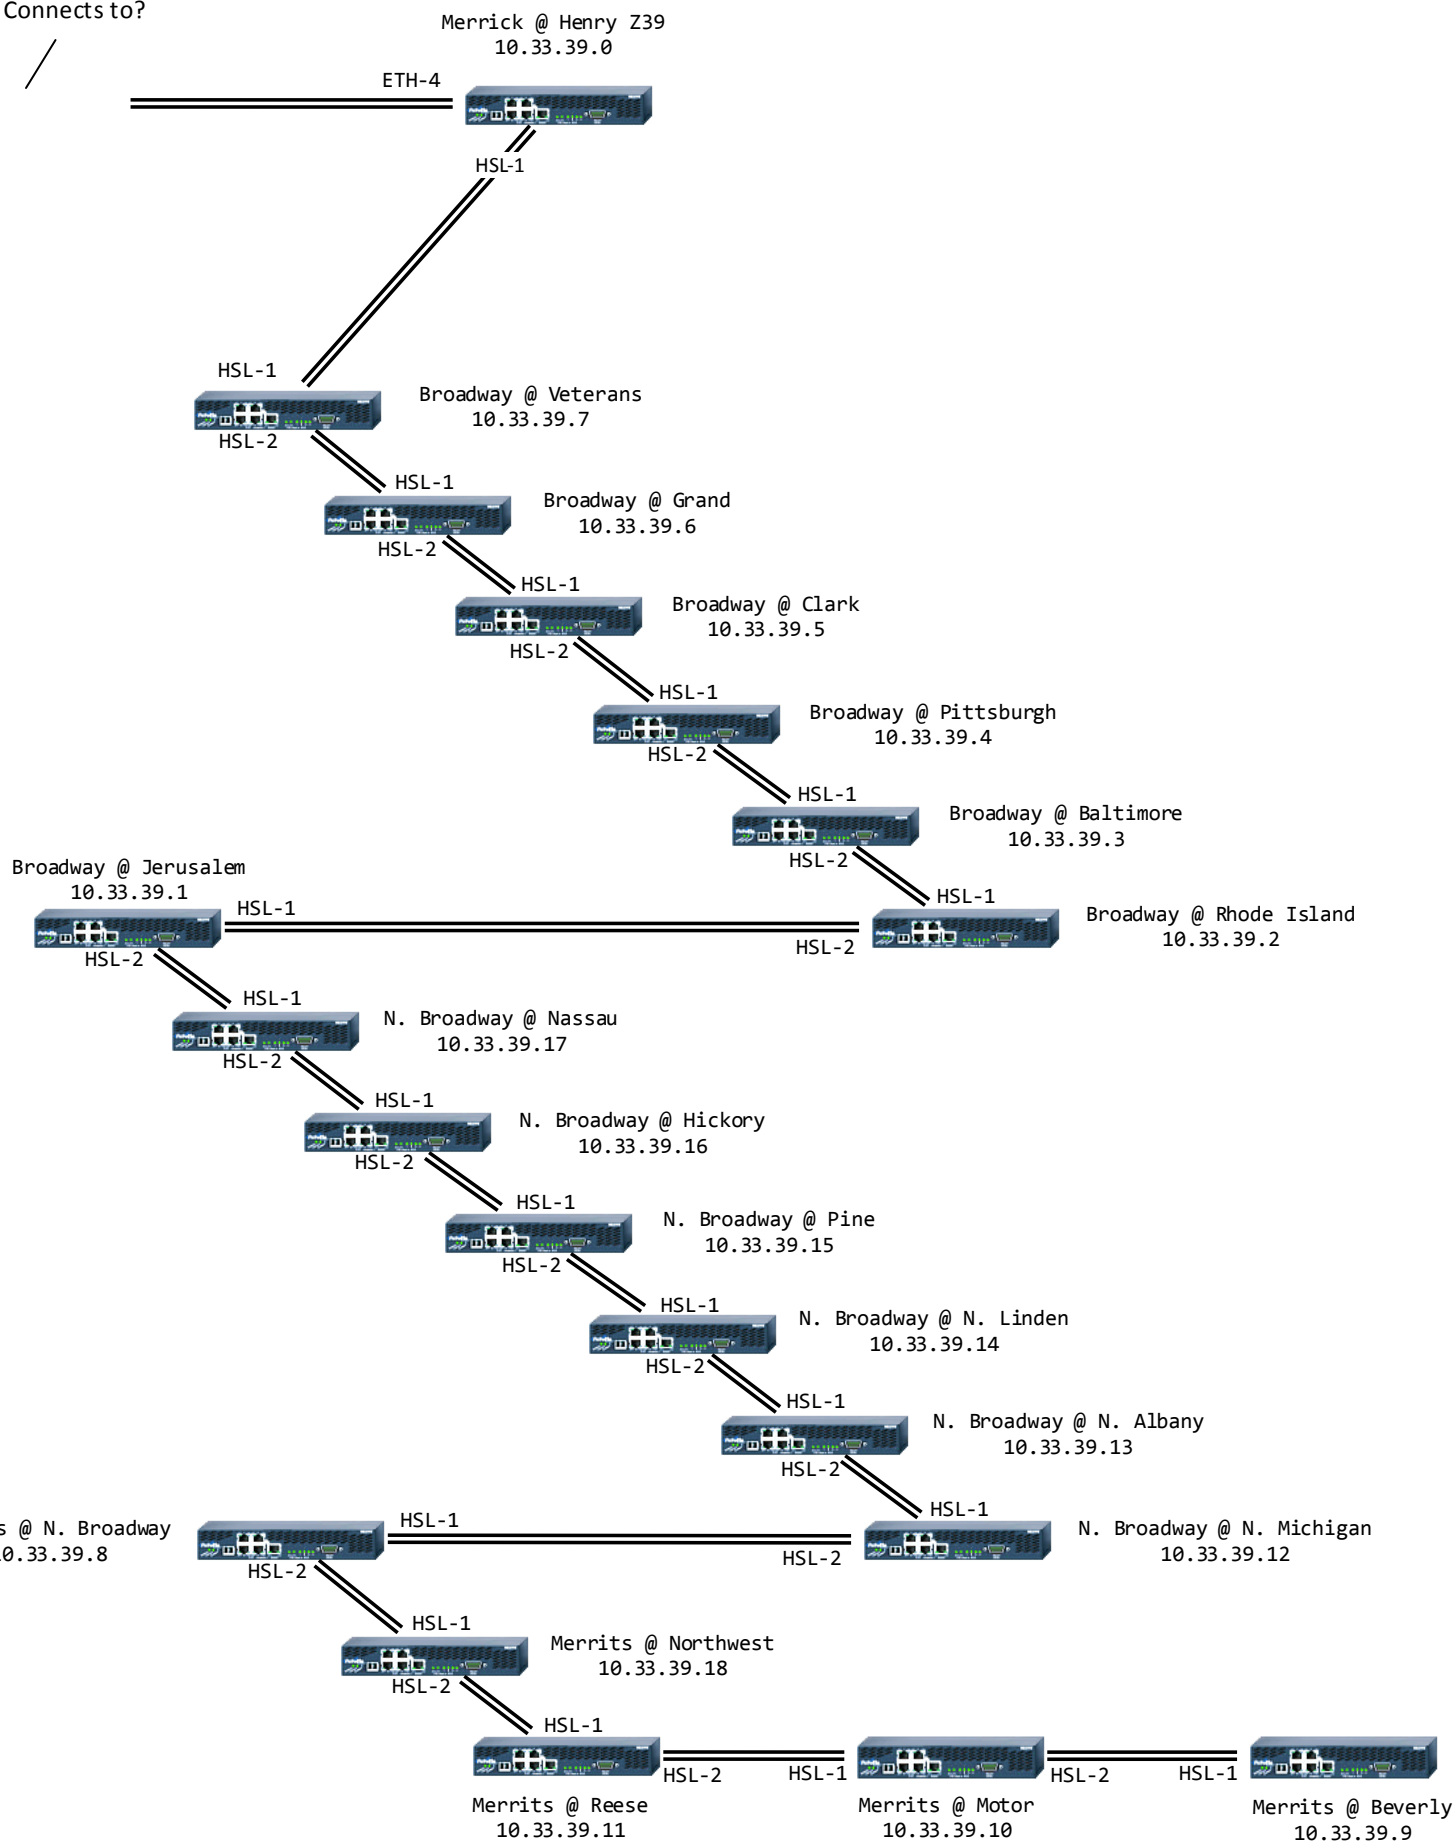 Connects to?
Merrick @ Henry Z39
10.33.39.0
ETH-4
HSL-1
HSL-1
Broadway @ Veterans
10.33.39.7
HSL-2
HSL-1
Broadway @ Grand
10.33.39.6
HSL-2
HSL-1
Broadway @ Clark
10.33.39.5
HSL-2
HSL-1
Broadway @ Pittsburgh
10.33.39.4
HSL-2
HSL-1
Broadway @ Baltimore
10.33.39.3
HSL-2
Broadway @ Jerusalem
10.33.39.1
HSL-1
HSL-1
Broadway @ Rhode Island
10.33.39.2
HSL-2
HSL-2
HSL-1
N. Broadway @ Nassau
10.33.39.17
HSL-2
HSL-1
N. Broadway @ Hickory
10.33.39.16
HSL-2
HSL-1
N. Broadway @ Pine
10.33.39.15
HSL-2
HSL-1
N. Broadway @ N. Linden
10.33.39.14
HSL-2
HSL-1
N. Broadway @ N. Albany
10.33.39.13
HSL-2
HSL-1
s @ N. Broadway
0.33.39.8
HSL-1
N. Broadway @ N. Michigan
10.33.39.12
HSL-2
HSL-2
HSL-1
Merrits @ Northwest
10.33.39.18
HSL-2
HSL-1
HSL-2
HSL-1
HSL-2
HSL-1
Merrits @ Reese
10.33.39.11
Merrits @ Motor
10.33.39.10
Merrits @ Beverly
10.33.39.9